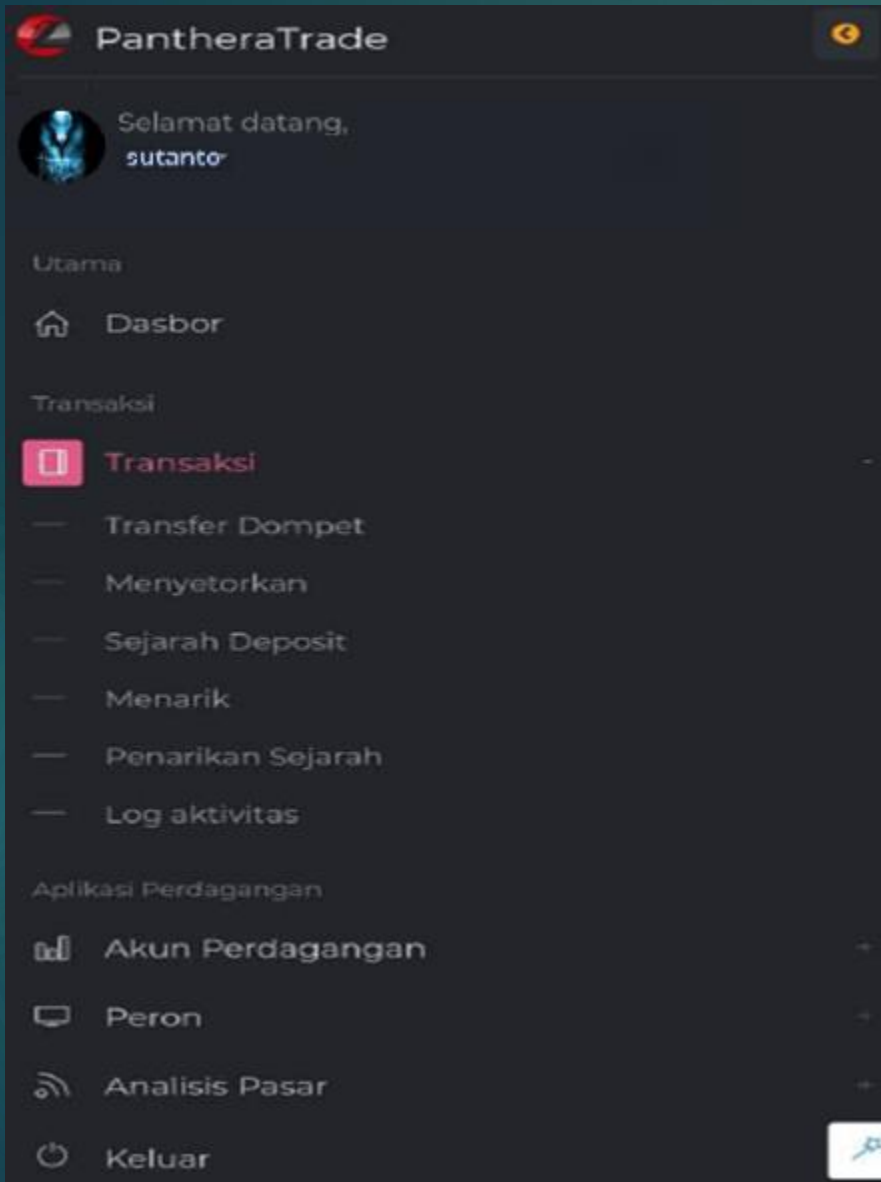 PantheraTrade
Selamat datang,
sutanto
Utama
Dasbor
Transaksi
Transaksi
Transfer Dompet
Menyetorkan
Sejarah Deposit
Menarik
Penarikan Sejarah
Log aktivitas
Aplikasi Perdagangan
Akun Perdagangan
Peron
Analisis Pasar
Keluar